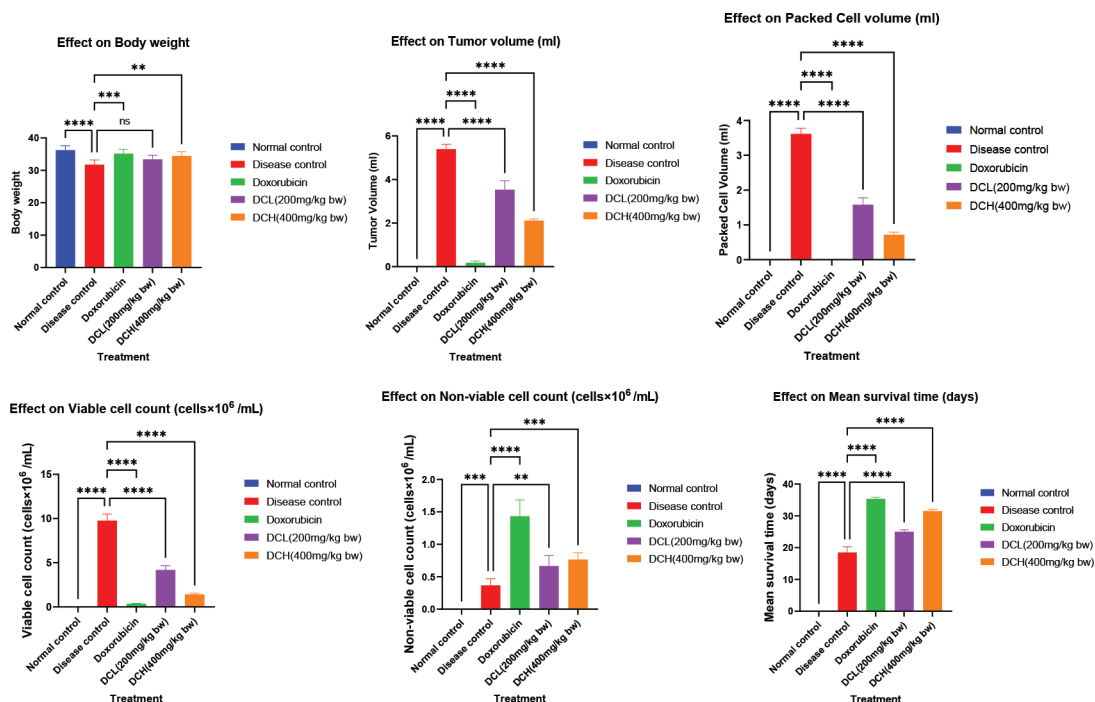 Effect on Body weight
**
***
****
ns
Body weight
40
30
20
10
0
Normal control
Disease control
Doxorubicin
DCL(200mg/kg bw)
DCH(400mg/kg bw)
Treatment
Normal control
Disease control
Doxorubicin
DCL(200mg/kg bw)
DCH(400mg/kg bw)
Effect on Tumor volume (ml)
****
****
****
****
Tumor Volume (ml)
6
4
2
0
Normal control
Disease control
Doxorubicin
DCL(200mg/kg bw)
DCH(400mg/kg bw)
Treatment
Normal control
Disease control
Doxorubicin
DCL(200mg/kg bw)
DCH(400mg/kg bw)
Effect on Packed Cell volume (ml)
****
****
****
****
Packed Cell Volume (ml)
4
3
2
1
0
Normal control
Disease control
Doxorubicin
DCL(200mg/kg bw)
DCH(400mg/kg bw)
Treatment
Normal control
Disease control
Doxorubicin
DCL(200mg/kg bw)
DCH(400mg/kg bw)
Effect on Viable cell count (cells×10⁶ /mL)
****
****
****
****
Viable cell count (cells×10⁶ /mL)
15
10
5
0
Normal control
Disease control
Doxorubicin
DCL(200mg/kg bw)
DCH(400mg/kg bw)
Treatment
Normal control
Disease control
Doxorubicin
DCL(200mg/kg bw)
DCH(400mg/kg bw)
Effect on Non-viable cell count (cells×10⁶ /mL)
***
****
***
**
Non-viable cell count (cells×10⁶ /mL)
2.0
1.5
1.0
0.5
0.0
Normal control
Disease control
Doxorubicin
DCL(200mg/kg bw)
DCH(400mg/kg bw)
Treatment
Normal control
Disease control
Doxorubicin
DCL(200mg/kg bw)
DCH(400mg/kg bw)
Effect on Mean survival time (days)
****
****
****
****
Mean survival time (days)
40
30
20
10
0
Normal control
Disease control
Doxorubicin
DCL(200mg/kg bw)
DCH(400mg/kg bw)
Treatment
Normal control
Disease control
Doxorubicin
DCL(200mg/kg bw)
DCH(400mg/kg bw)